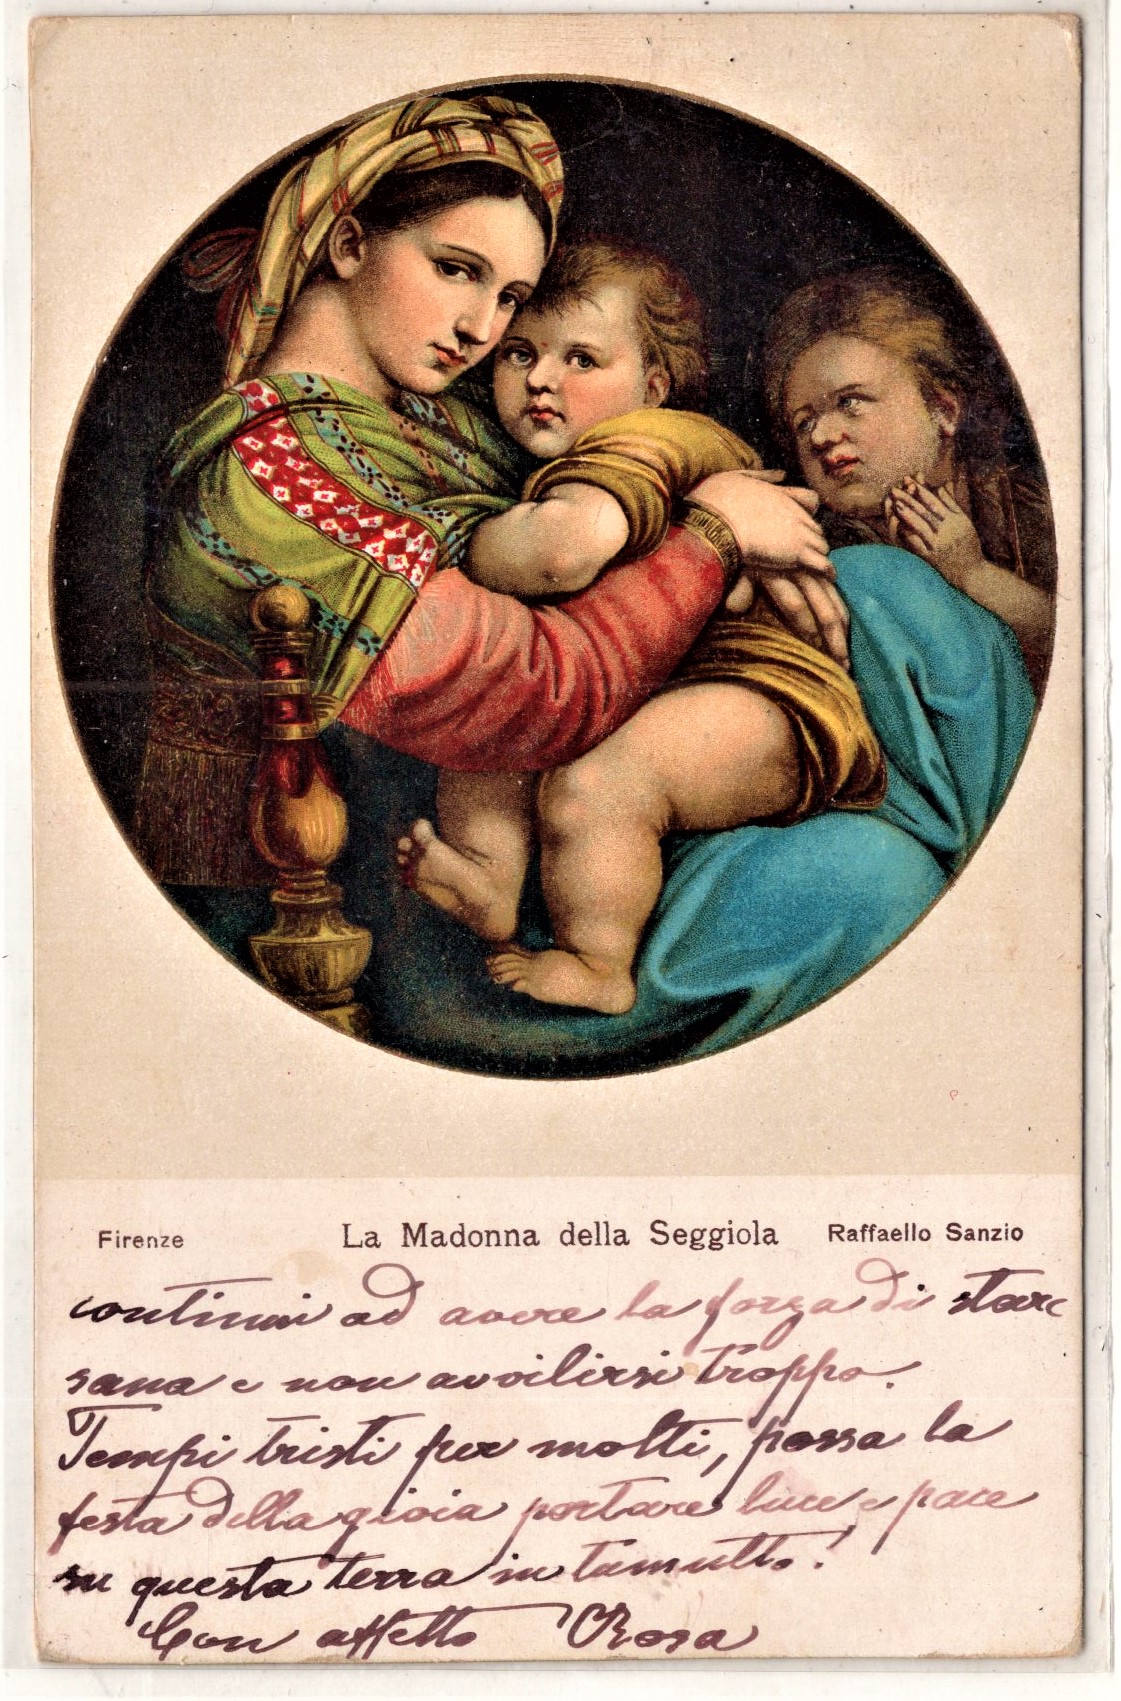 Firenze La Madonna della Seggiola Raffaello Sanzio
continui ad avere la forza di stare
sana e non avvilirsi troppo.
Tempi tristi per molti, possa la
festa della gioia portare luce e pace
su questa terra in tumulto!
Con affetto Rosa